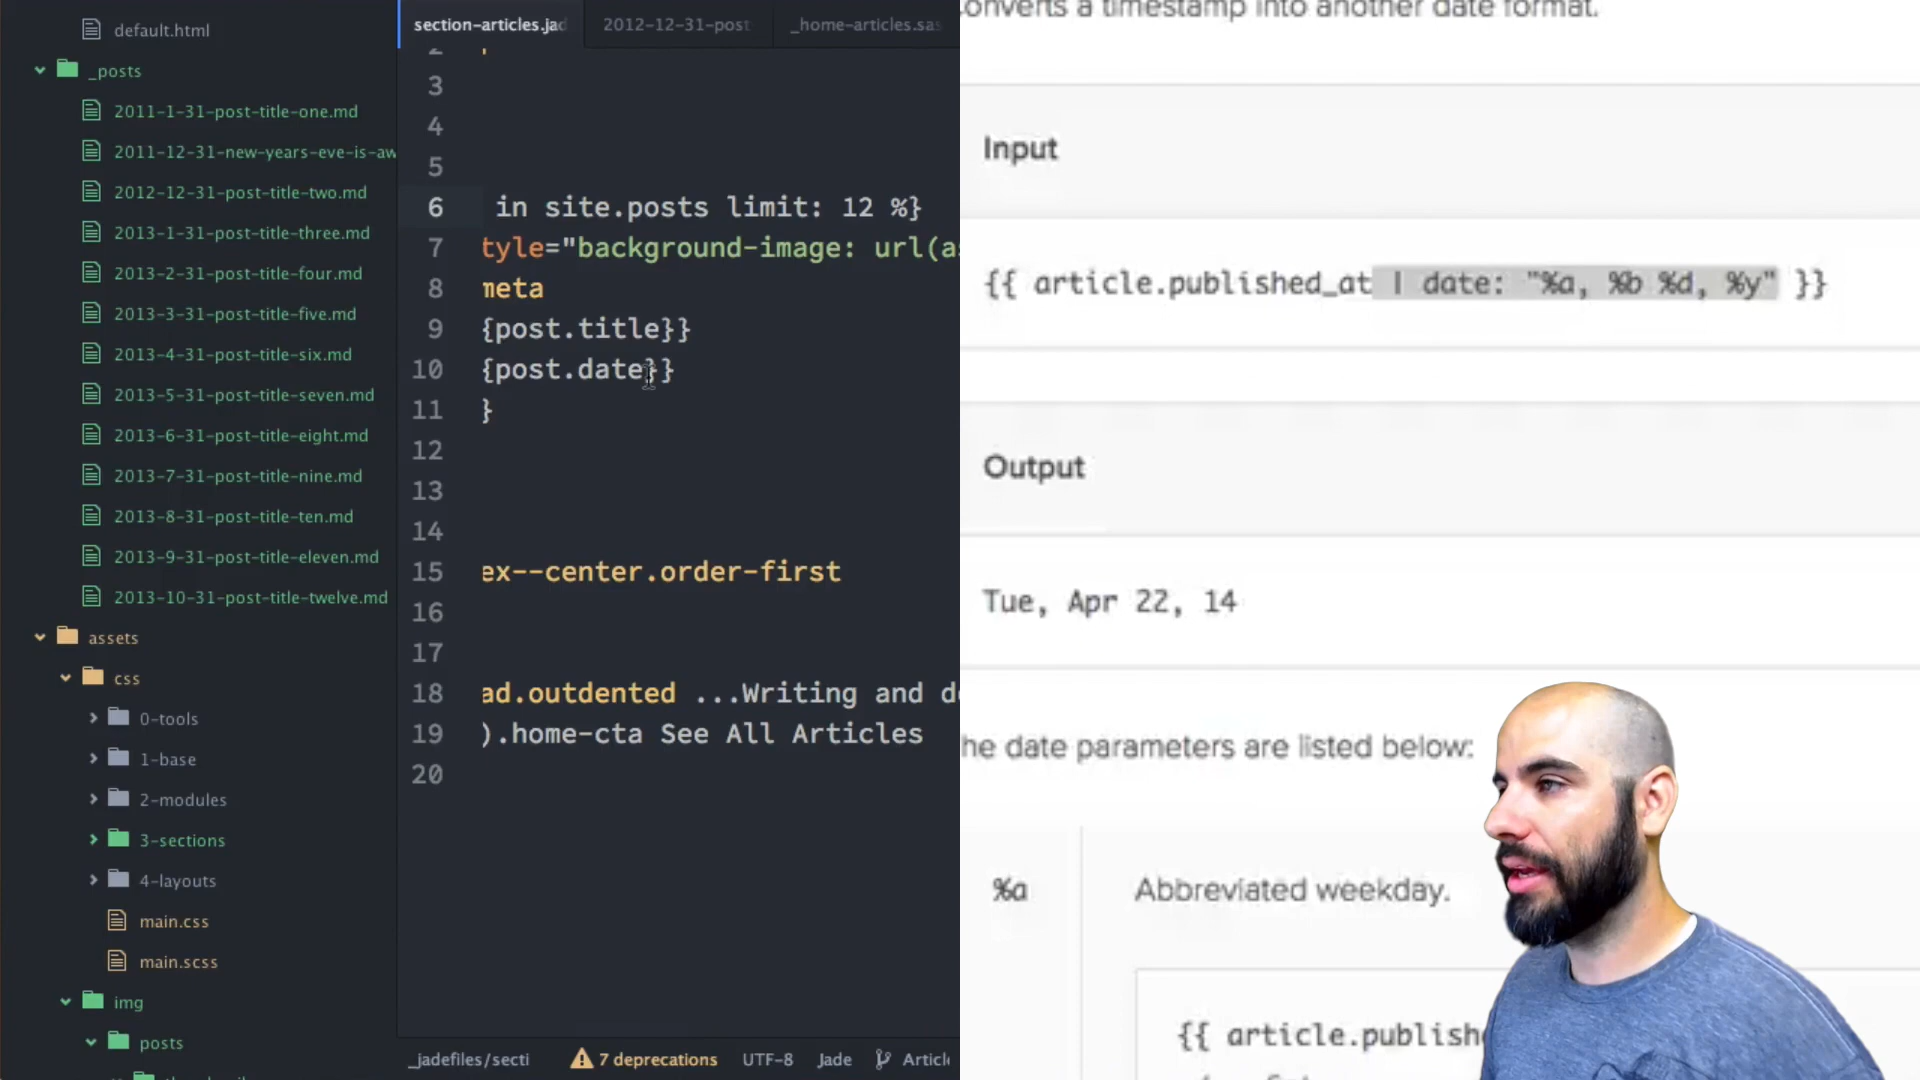 default.html
_posts
2011-1-31-post-title-one.md
2011-12-31-new-years-eve-is-aw
2012-12-31-post-title-two.md
2013-1-31-post-title-three.md
2013-2-31-post-title-four.md
2013-3-31-post-title-five.md
2013-4-31-post-title-six.md
2013-5-31-post-title-seven.md
2013-6-31-post-title-eight.md
2013-7-31-post-title-nine.md
2013-8-31-post-title-ten.md
2013-9-31-post-title-eleven.md
2013-10-31-post-title-twelve.md
assets
css
0-tools
1-base
2-modules
3-sections
4-layouts
main.css
main.scss
img
posts
section-articles.jad 2012-12-31-post _home-articles.sas
2
3
4
5
6 in site.posts limit: 12 %}
7 tyle="background-image: url(as
8 meta
9 {post.title}}
10 {post.date}}
11 }
12
13
14
15 ex--center.order-first
16
17
18 ad.outdented ...Writing and de
19 ).home-cta See All Articles
20
_jadefiles/secti 7 deprecations UTF-8 Jade Article
onverts a timestamp into another date format.
Input
{{ article.published_at | date: "%a, %b %d, %y" }}
Output
Tue, Apr 22, 14
he date parameters are listed below:
%a Abbreviated weekday.
{{ article.publishe